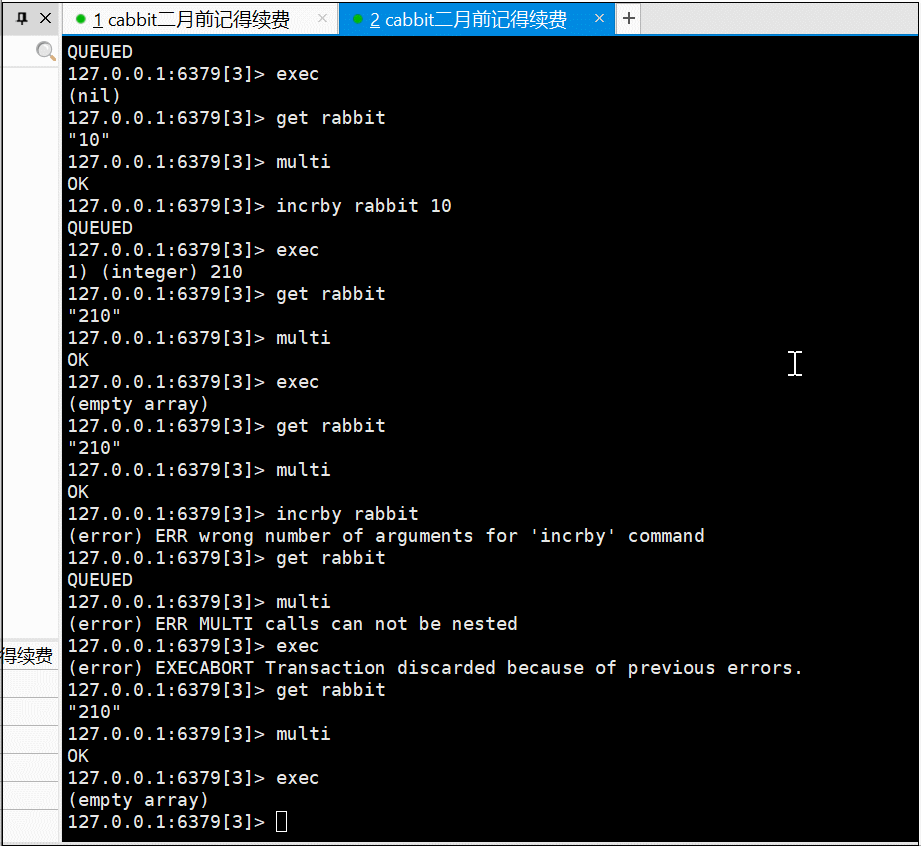 1 cabbit二月前记得续费
2 cabbit二月前记得续费
QUEUED
127.0.0.1:6379[3]> exec
(nil)
127.0.0.1:6379[3]> get rabbit
"10"
127.0.0.1:6379[3]> multi
OK
127.0.0.1:6379[3]> incrby rabbit 10
QUEUED
127.0.0.1:6379[3]> exec
1) (integer) 210
127.0.0.1:6379[3]> get rabbit
"210"
127.0.0.1:6379[3]> multi
OK
127.0.0.1:6379[3]> exec
(empty array)
127.0.0.1:6379[3]> get rabbit
"210"
127.0.0.1:6379[3]> multi
OK
127.0.0.1:6379[3]> incrby rabbit
(error) ERR wrong number of arguments for 'incrby' command
127.0.0.1:6379[3]> get rabbit
QUEUED
127.0.0.1:6379[3]> multi
(error) ERR MULTI calls can not be nested
127.0.0.1:6379[3]> exec
(error) EXECABORT Transaction discarded because of previous errors.
127.0.0.1:6379[3]> get rabbit
"210"
127.0.0.1:6379[3]> multi
OK
127.0.0.1:6379[3]> exec
(empty array)
127.0.0.1:6379[3]>
得续费